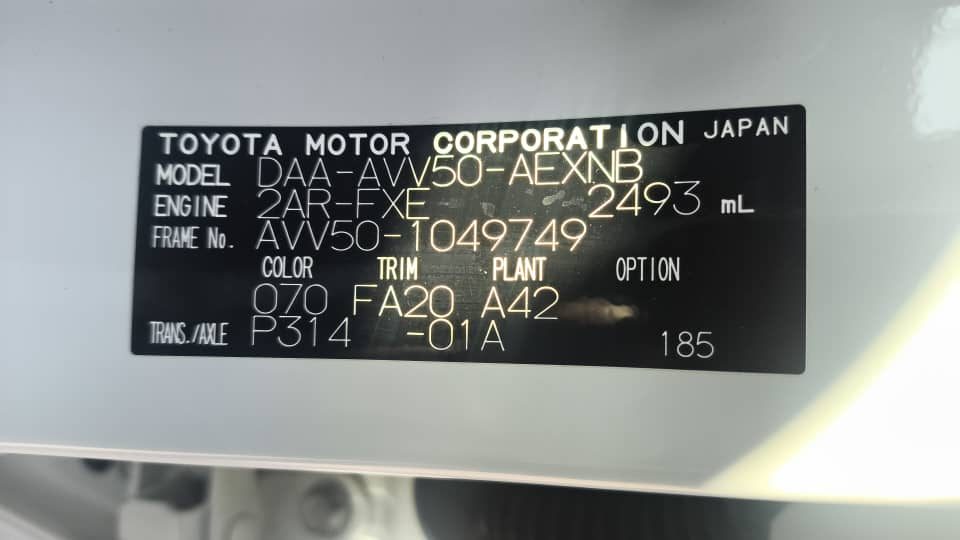 TOYOTA MOTOR CORPORATION JAPAN
MODEL DAA-AVV50-AEXNB
ENGINE 2AR-FXE 2493 mL
FRAME No. AVV50-1049749
COLOR TRIM PLANT OPTION
070 FA20 A42
TRANS./AXLE P314 -01A 185